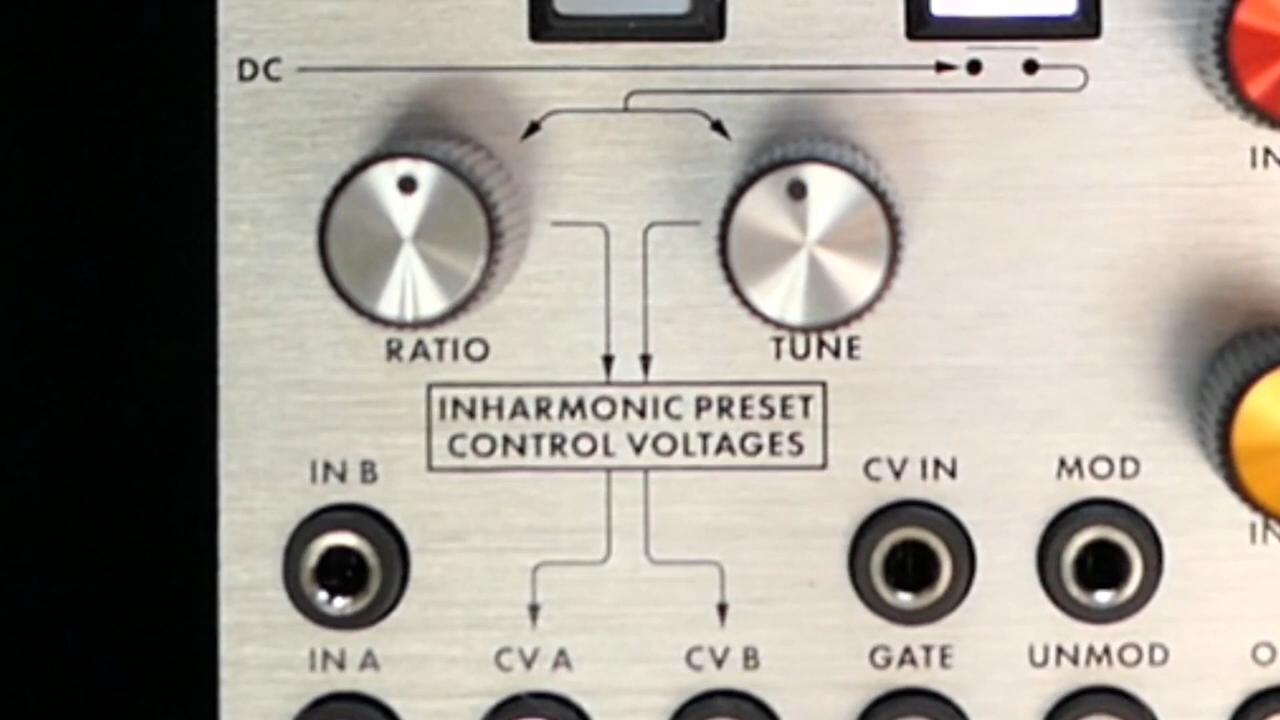 DC
RATIO
TUNE
INHARMONIC PRESET
CONTROL VOLTAGES
IN B
CV IN
MOD
IN A
CV A
CV B
GATE
UNMOD